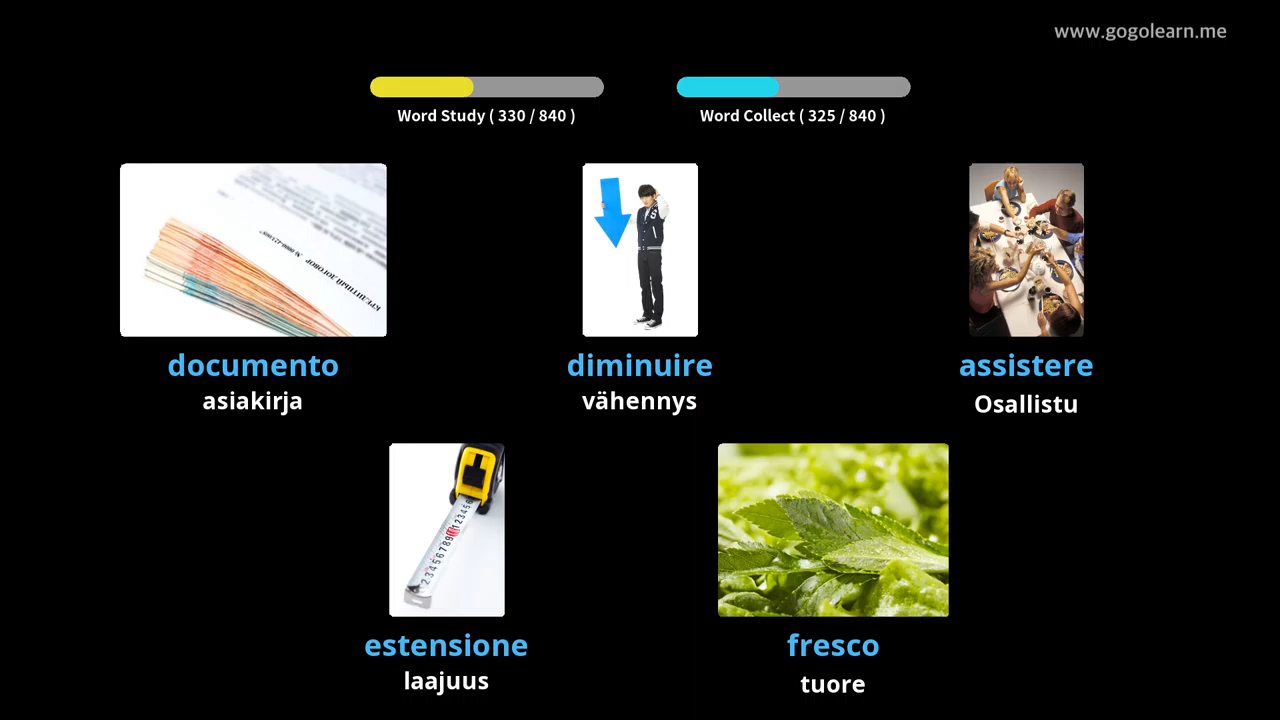 www.gogolearn.me
Word Study ( 330 / 840 )
Word Collect ( 325 / 840 )
documento
asiakirja
diminuire
vähennys
assistere
Osallistu
estensione
laajuus
fresco
tuore